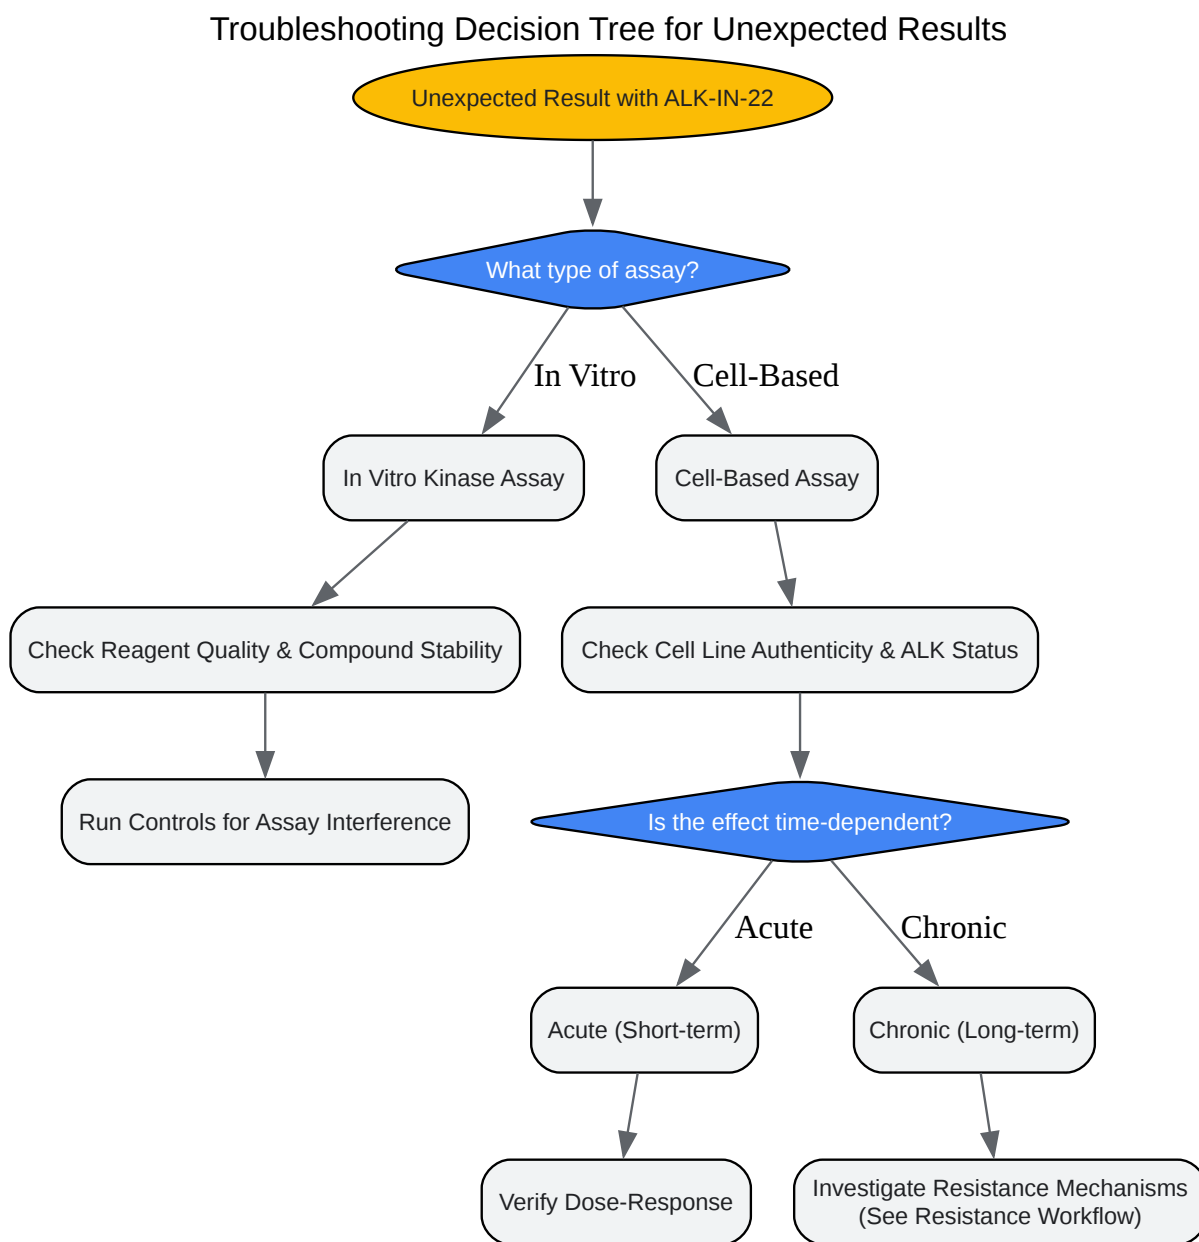 Troubleshooting Decision Tree for Unexpected Results
Unexpected Result with ALK-IN-22
What type of assay?
In Vitro
Cell-Based
In Vitro Kinase Assay
Cell-Based Assay
Check Reagent Quality & Compound Stability
Check Cell Line Authenticity & ALK Status
Run Controls for Assay Interference
Is the effect time-dependent?
Acute
Chronic
Acute (Short-term)
Chronic (Long-term)
Verify Dose-Response
Investigate Resistance Mechanisms
(See Resistance Workflow)